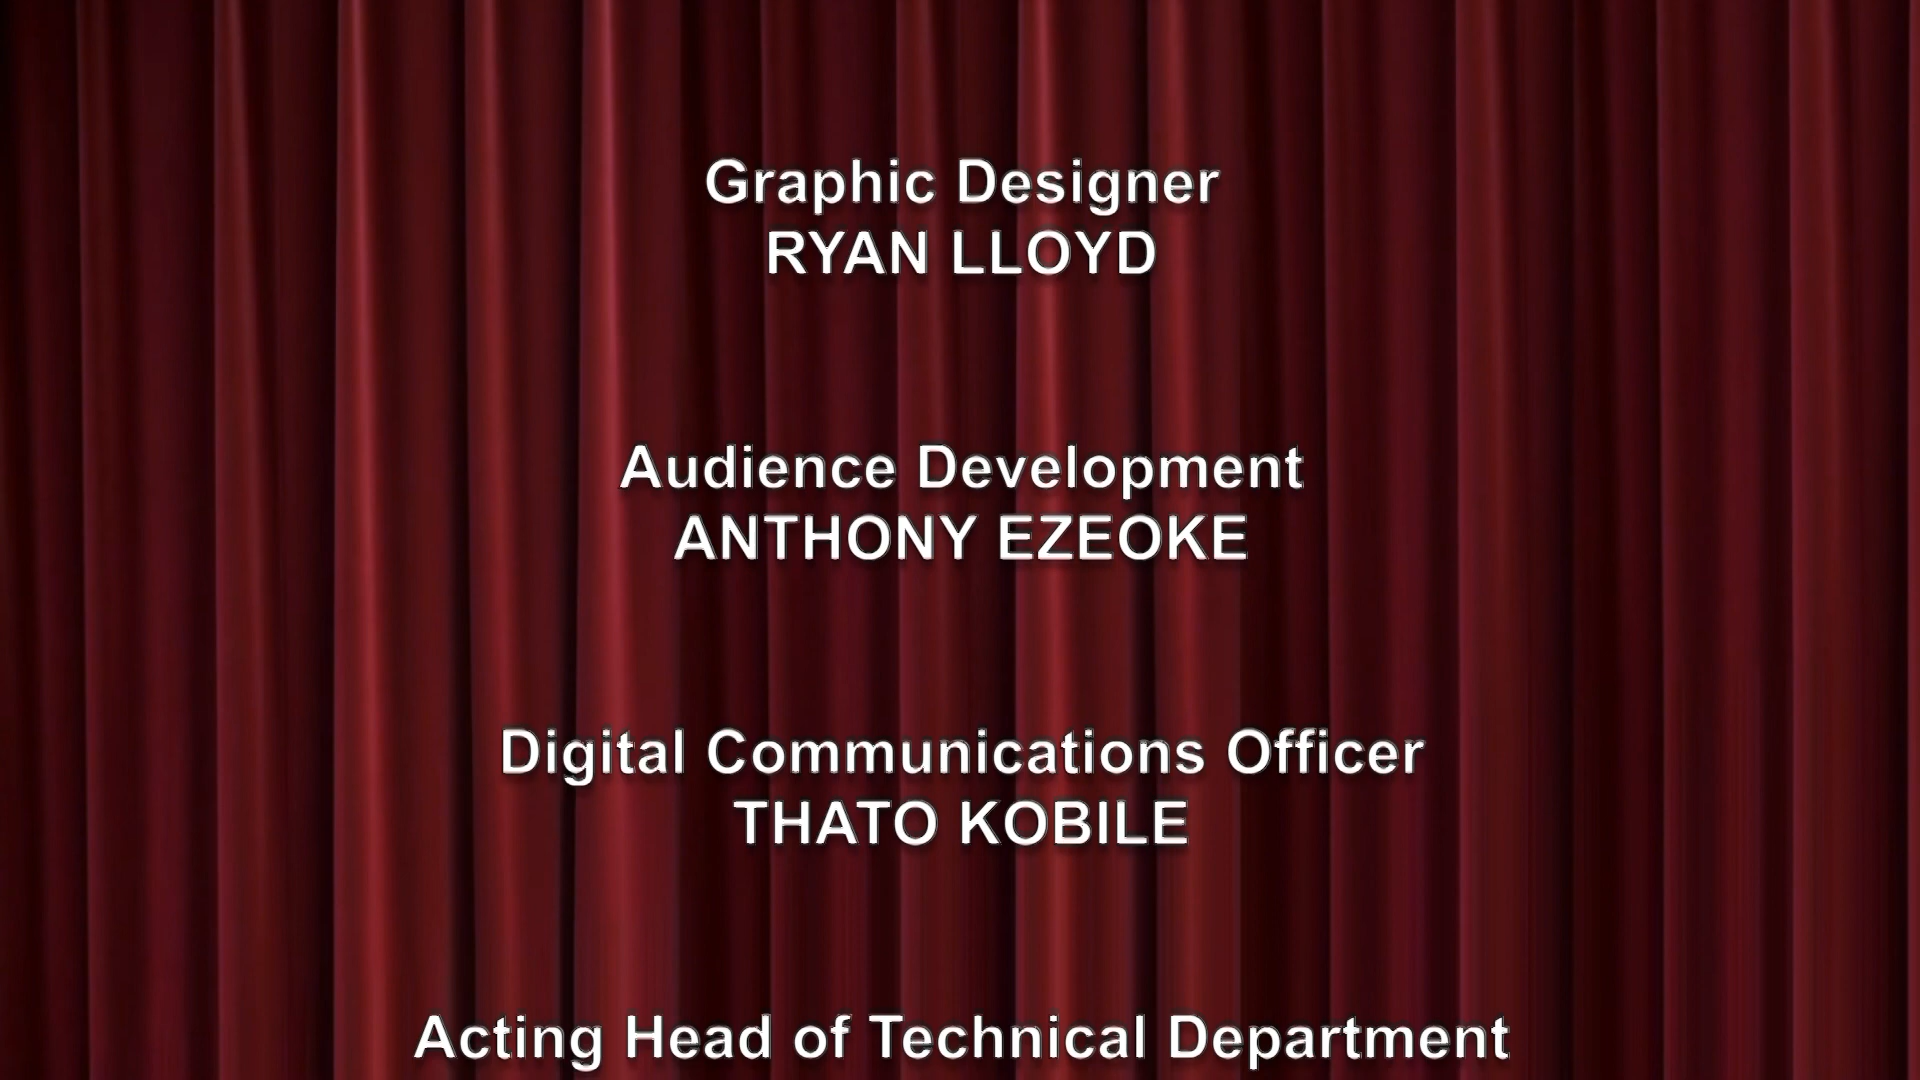 Graphic Designer
RYAN LLOYD
Audience Development
ANTHONY EZEOKE
Digital Communications Officer
THATO KOBILE
Acting Head of Technical Department